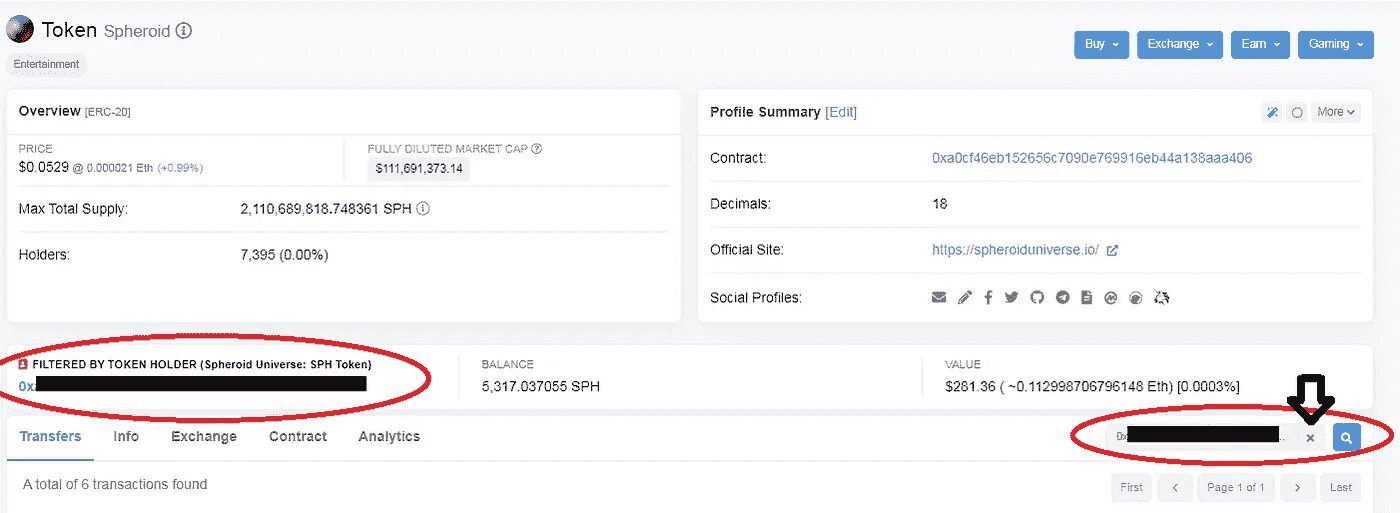 Token Spheroid
Buy Exchange Earn Gaming
Entertainment
Overview [ERC-20]
PRICE
$0.0529 @ 0.000021 Eth (+0.99%)
FULLY DILUTED MARKET CAP
$111,691,373.14
Max Total Supply: 2,110,689,818.748361 SPH
Holders: 7,395 (0.00%)
Profile Summary [Edit]
More
Contract: 0xa0cf46eb152656c7090e769916eb44a138aaa406
Decimals: 18
Official Site: https://spheroiduniverse.io/
Social Profiles:
FILTERED BY TOKEN HOLDER (Spheroid Universe: SPH Token)
0x
BALANCE
5,317.037055 SPH
VALUE
$281.36 ( ~0.112998706796148 Eth) [0.0003%]
Transfers Info Exchange Contract Analytics
0x ...
A total of 6 transactions found
First Page 1 of 1 Last